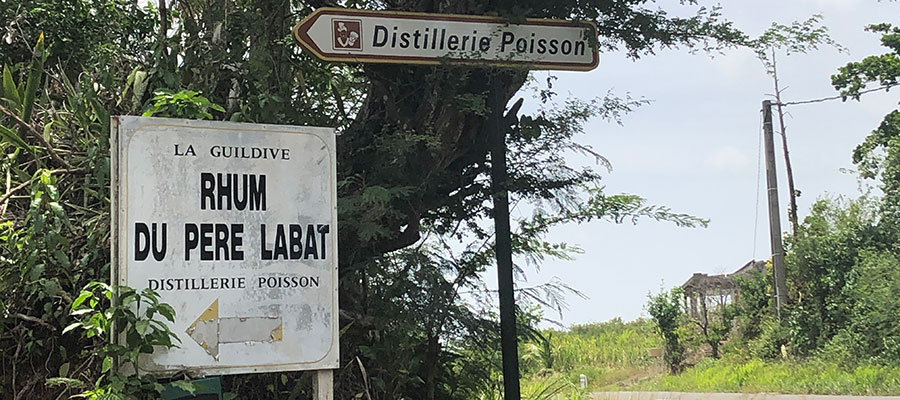 Distillerie Poisson
LA GUILDIVE
RHUM
DU PERE LABAT
DISTILLERIE POISSON